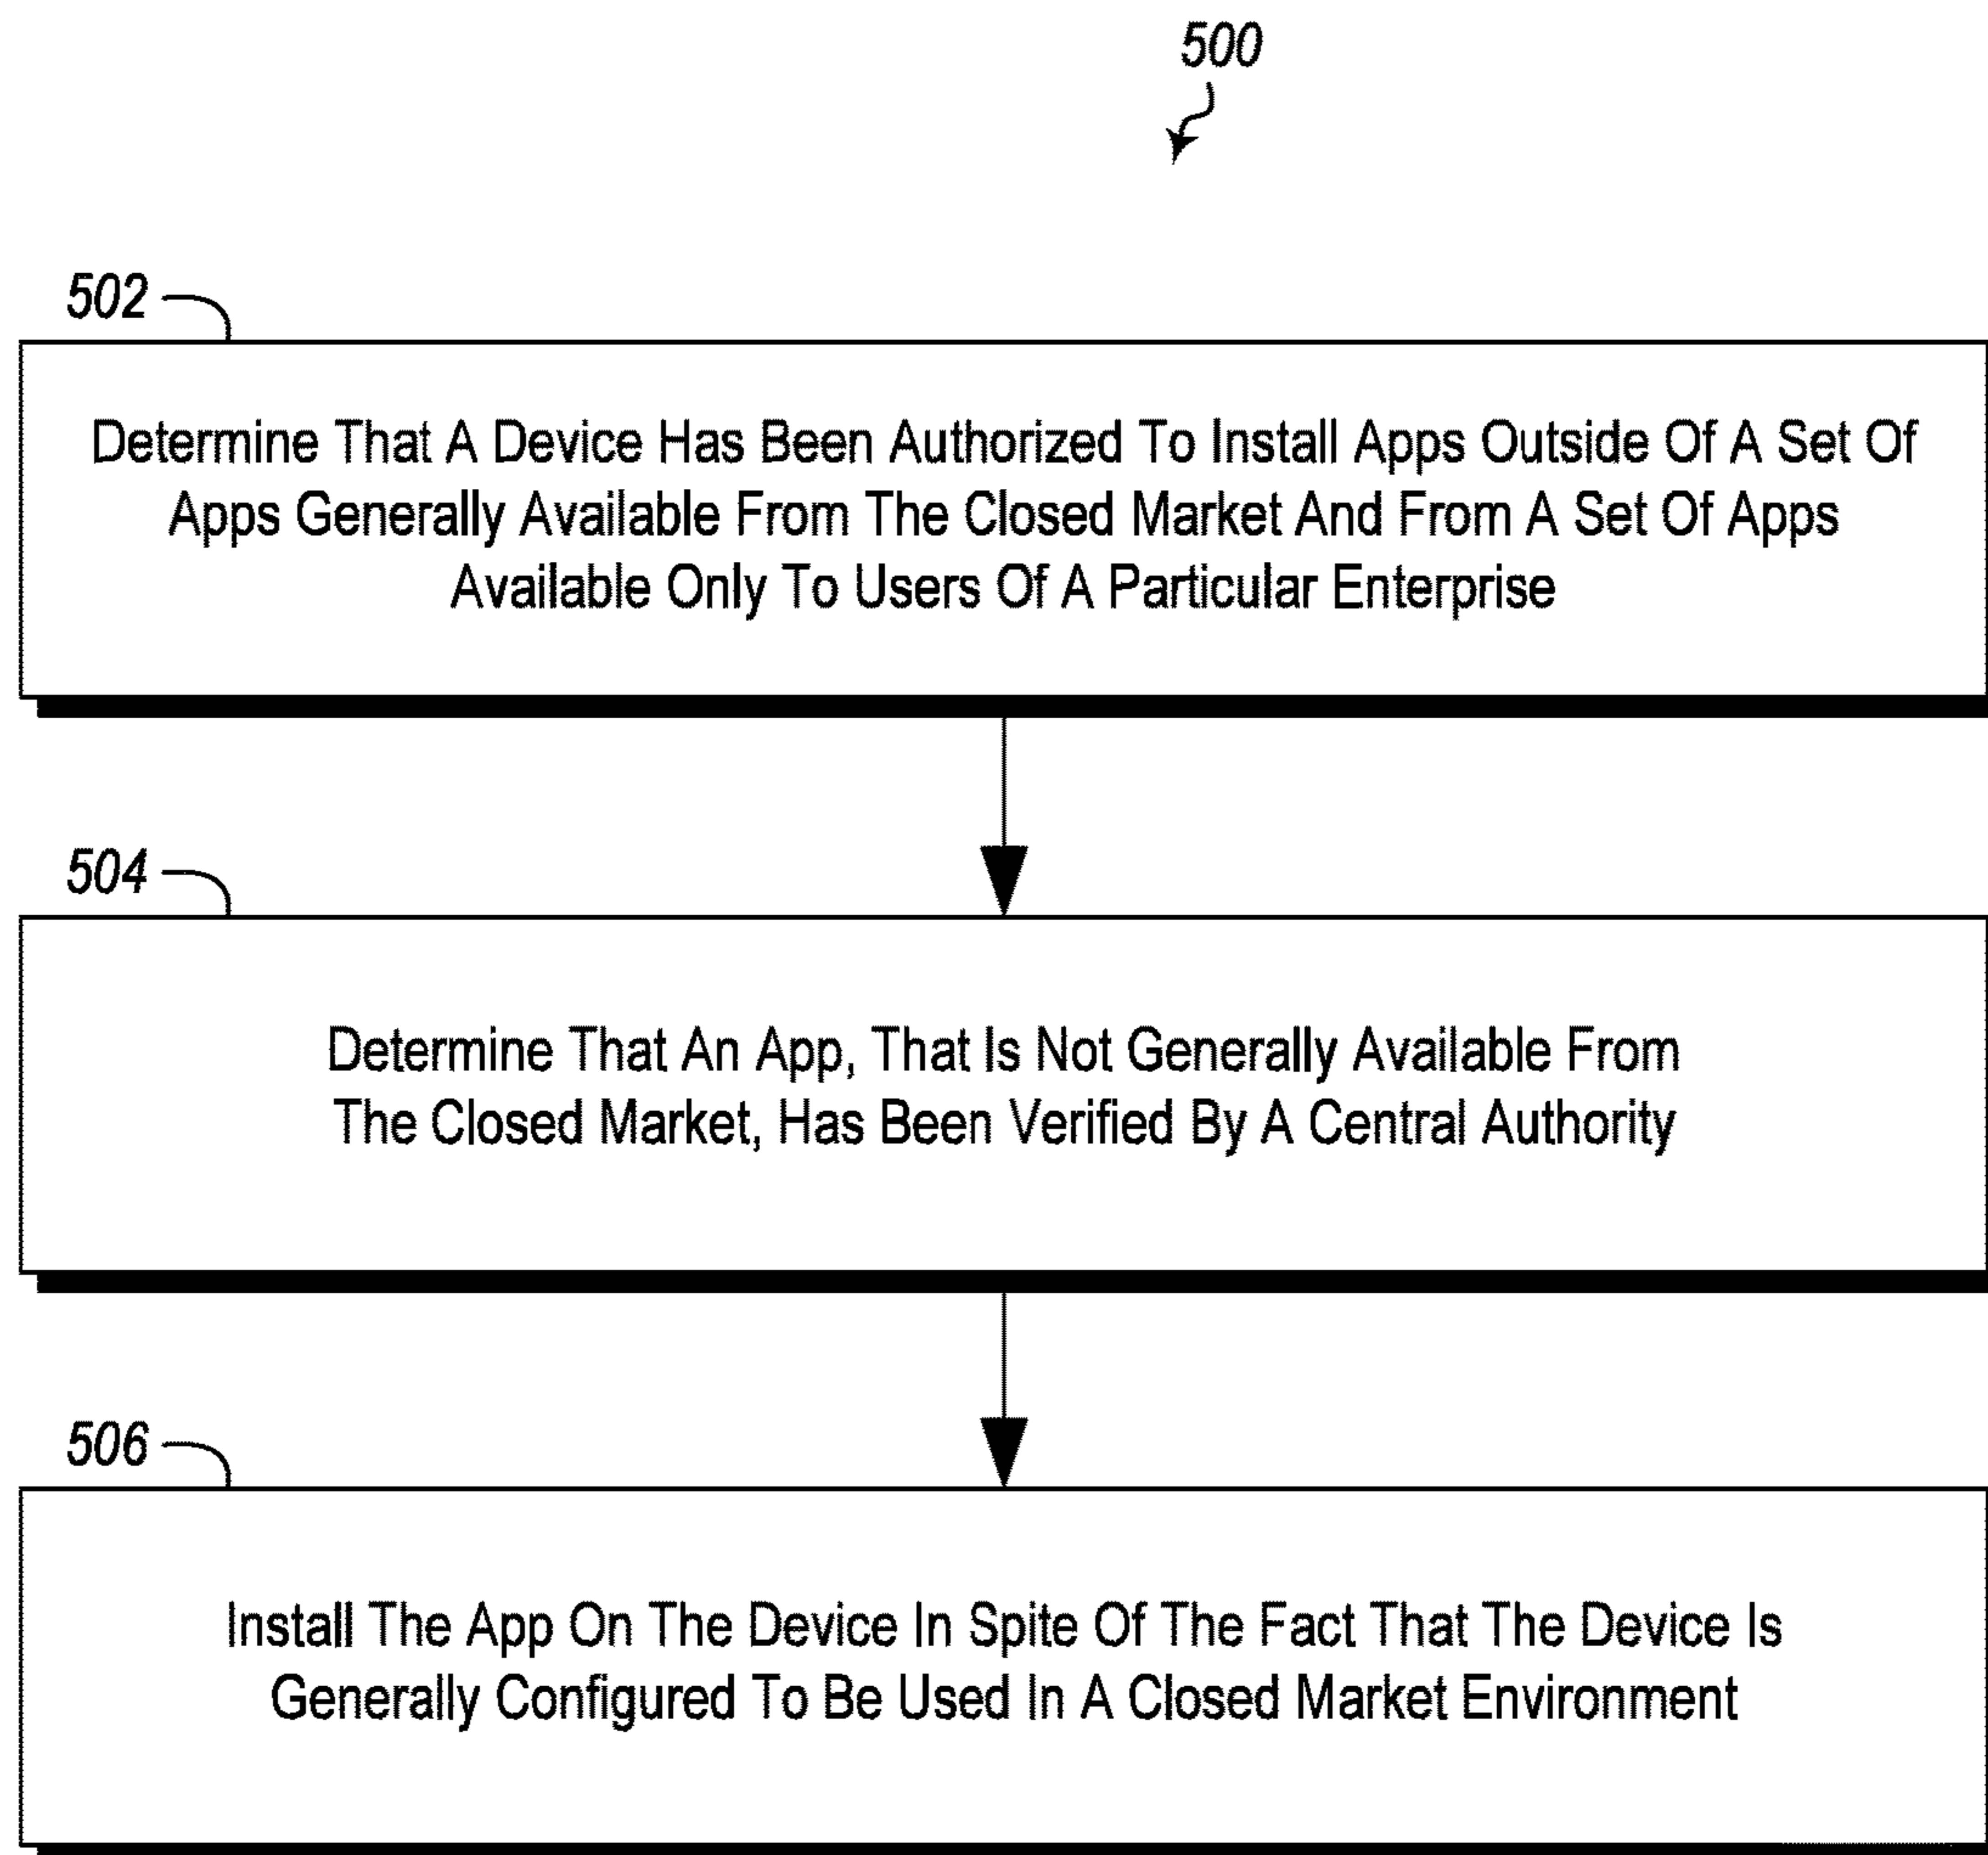 500
502
Determine That A Device Has Been Authorized To Install Apps Outside Of A Set Of
Apps Generally Available From The Closed Market And From A Set Of Apps
Available Only To Users Of A Particular Enterprise
504
Determine That An App, That Is Not Generally Available From
The Closed Market, Has Been Verified By A Central Authority
506
Install The App On The Device In Spite Of The Fact That The Device Is
Generally Configured To Be Used In A Closed Market Environment